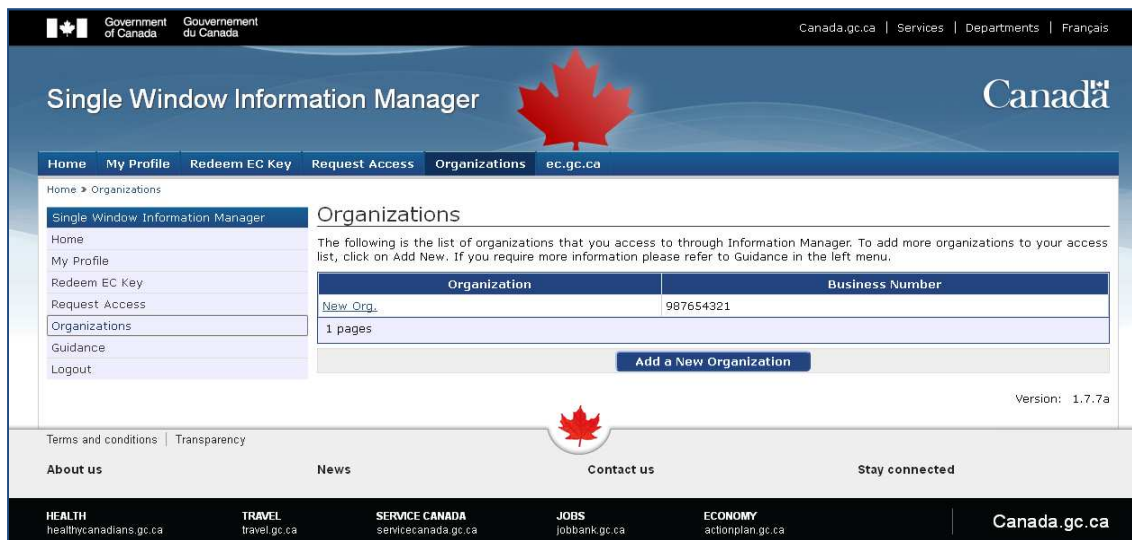 Government of Canada
Gouvernement du Canada
Canada.gc.ca | Services | Departments | Français
Single Window Information Manager
Canada
Home My Profile Redeem EC Key Request Access Organizations ec.gc.ca
Home > Organizations
Single Window Information Manager
Home
My Profile
Redeem EC Key
Request Access
Organizations
Guidance
Logout
Organizations
The following is the list of organizations that you access to through Information Manager. To add more organizations to your access
list, click on Add New. If you require more information please refer to Guidance in the left menu.
Organization Business Number
New Org. 987654321
1 pages
Add a New Organization
Version: 1.7.7a
Terms and conditions | Transparency
About us News Contact us Stay connected
HEALTH TRAVEL SERVICE CANADA JOBS ECONOMY
healthycanadians.gc.ca travel.gc.ca servicecanada.gc.ca jobbank.gc.ca actionplan.gc.ca
Canada.gc.ca